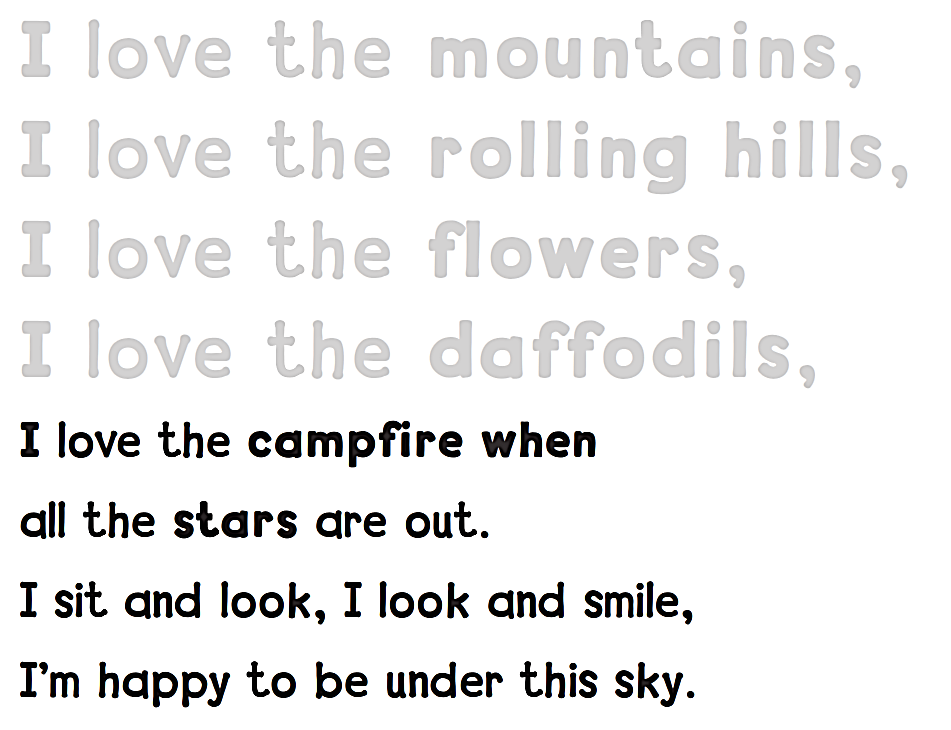 I love the mountains,
I love the rolling hills,
I love the flowers,
I love the daffodils,
I love the campfire when
all the stars are out.
I sit and look, I look and smile,
I’m happy to be under this sky.